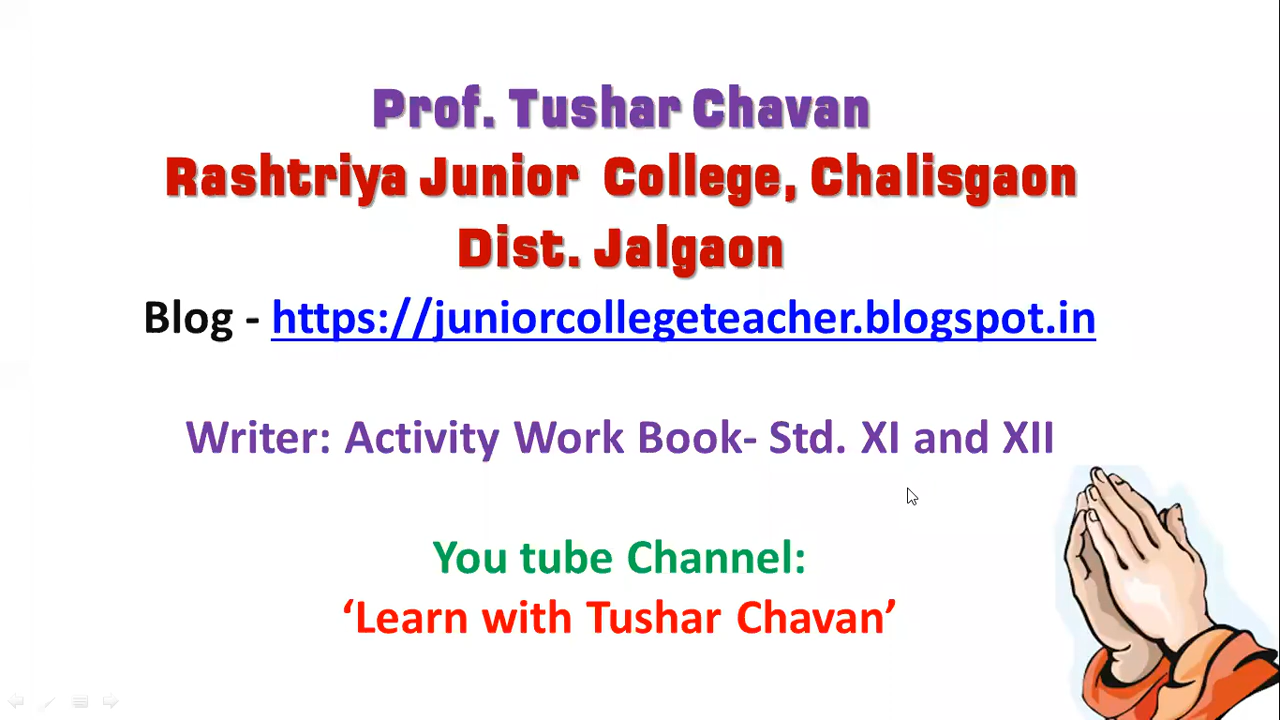 Prof. Tushar Chavan
Rashtriya Junior College, Chalisgaon
Dist. Jalgaon
Blog - https://juniorcollegeteacher.blogspot.in
Writer: Activity Work Book- Std. XI and XII
You tube Channel:
‘Learn with Tushar Chavan’